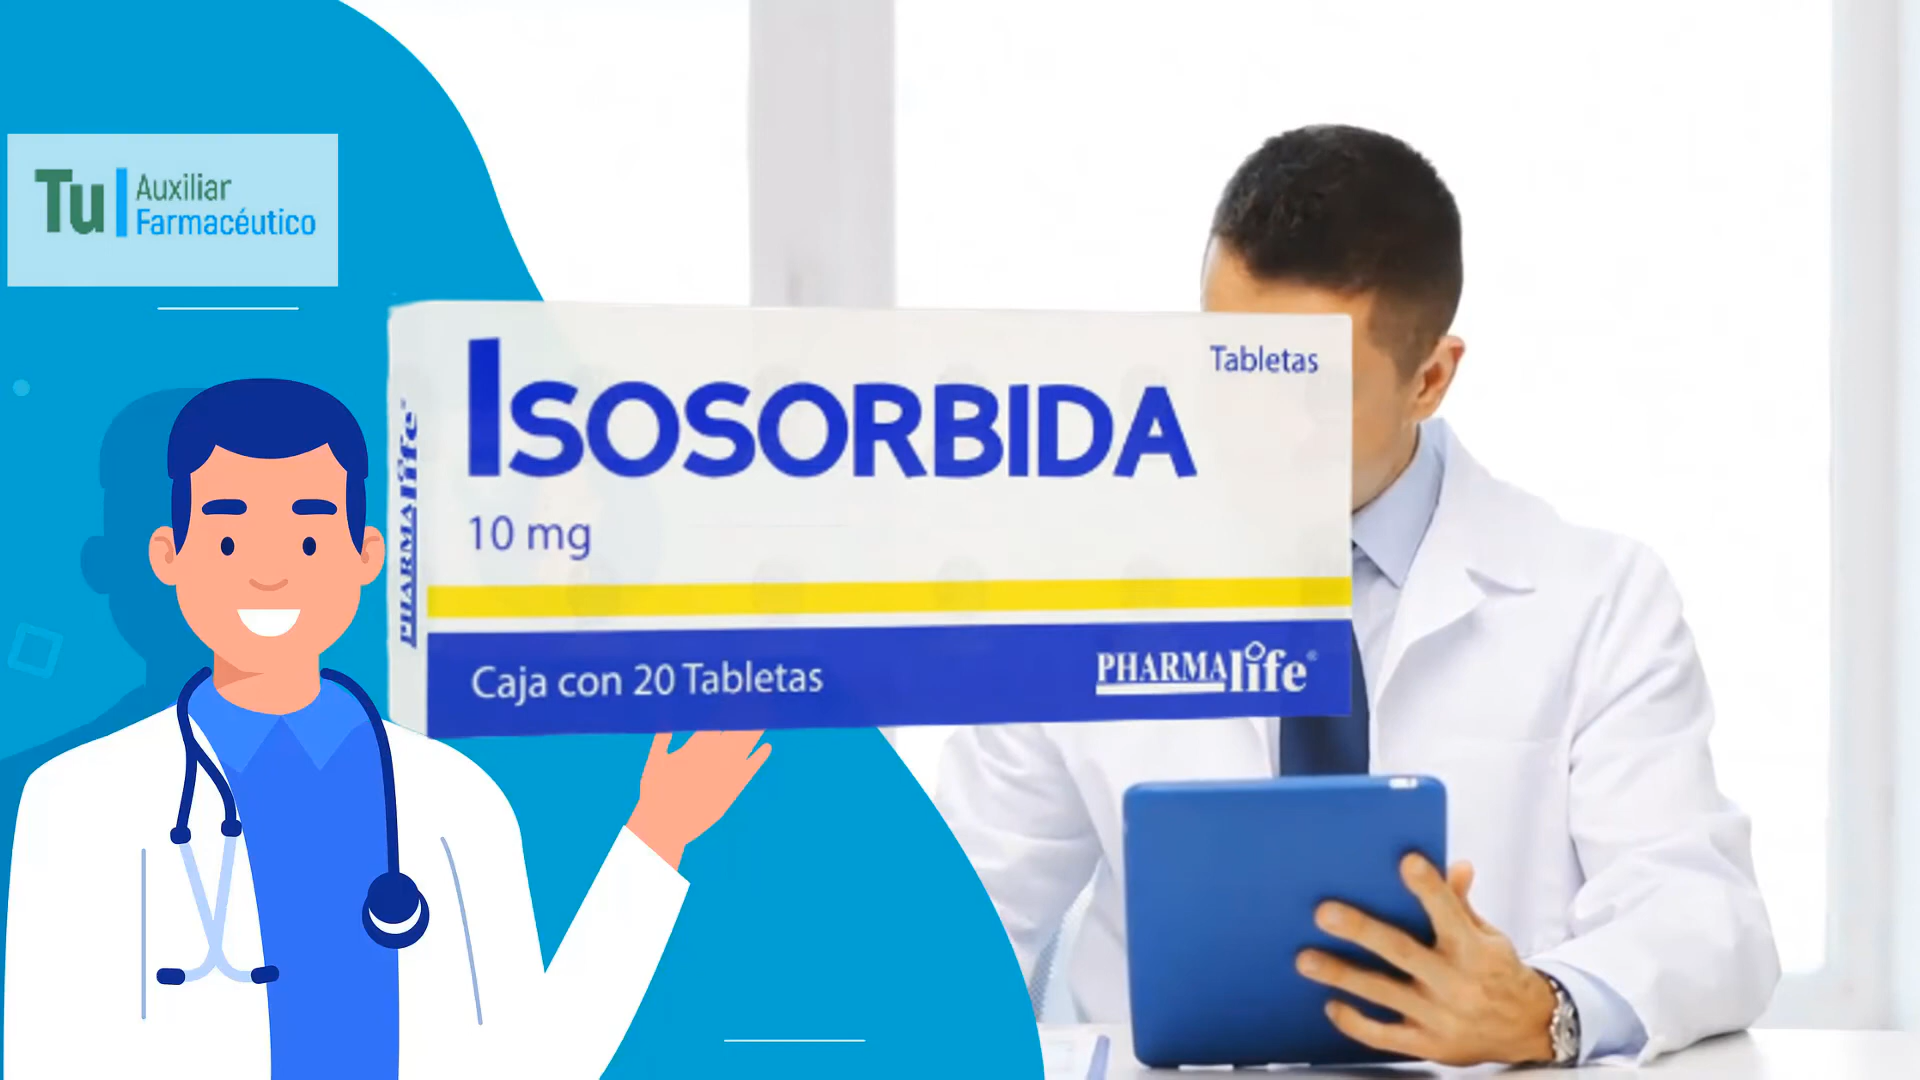 Tu Auxiliar
Farmacéutico
ISOSORBIDA
Tabletas
10 mg
Caja con 20 Tabletas
PHARMAlife®
PHARMAlife®